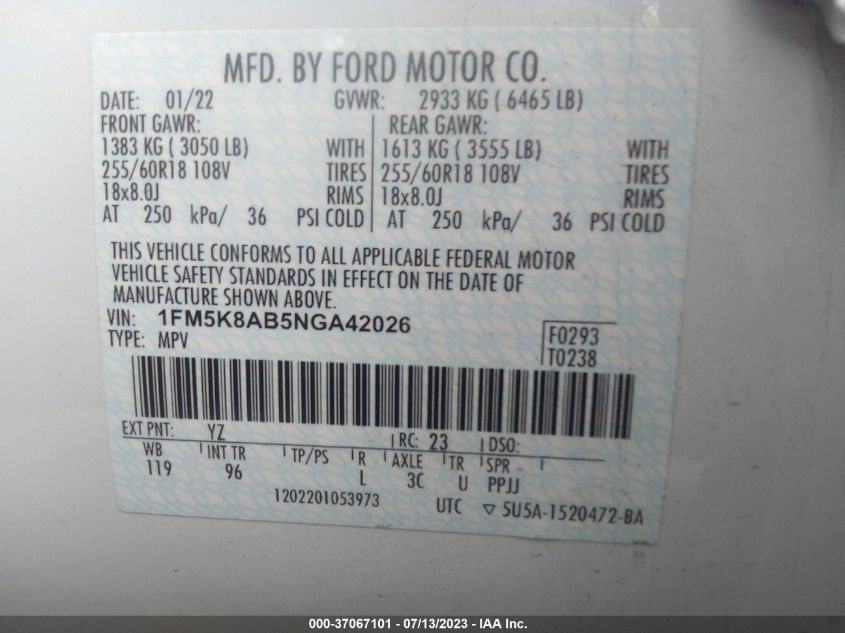 MFD. BY FORD MOTOR CO.
DATE: 01/22 GVWR: 2933 KG ( 6465 LB)
FRONT GAWR: REAR GAWR:
1383 KG ( 3050 LB) WITH 1613 KG ( 3555 LB) WITH
255/60R18 108V TIRES 255/60R18 108V TIRES
18x8.0J RIMS 18x8.0J RIMS
AT 250 kPa/ 36 PSI COLD AT 250 kPa/ 36 PSI COLD
THIS VEHICLE CONFORMS TO ALL APPLICABLE FEDERAL MOTOR
VEHICLE SAFETY STANDARDS IN EFFECT ON THE DATE OF
MANUFACTURE SHOWN ABOVE.
VIN: 1FM5K8AB5NGA42026 F0293
TYPE: MPV T0238
EXT PNT: YZ RC: 23 DSO:
WB INT TR TP/PS R AXLE TR SPR
119 96 L 3C U PPJJ
1202201053973 UTC ▽ 5U5A-1520472-BA
000-37067101 - 07/13/2023 - IAA Inc.